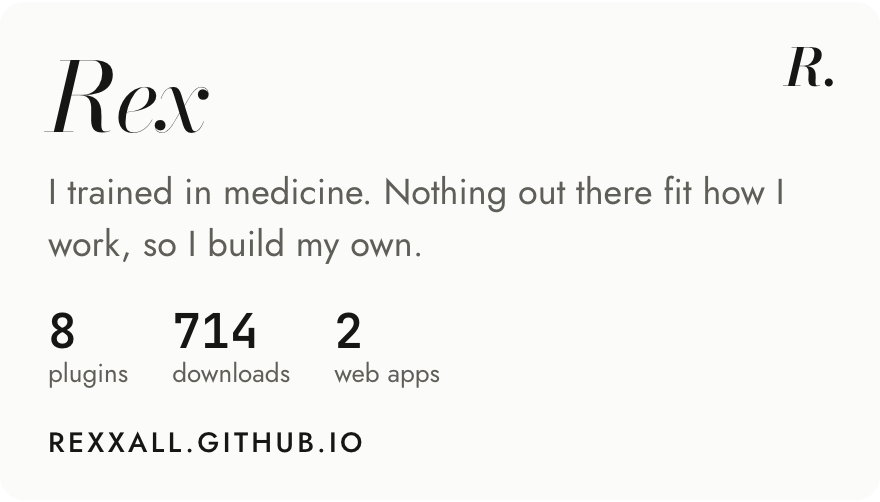 Rex
R.
I trained in medicine. Nothing out there fit how I
work, so I build my own.
8 714 2
plugins downloads web apps
REXXALL.GITHUB.IO